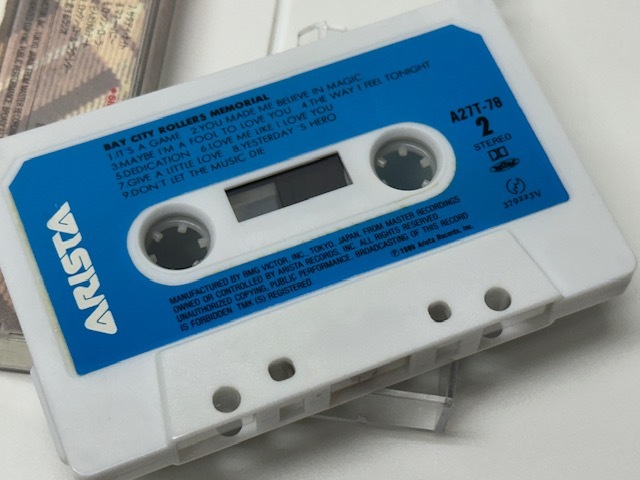 BAY CITY ROLLERS MEMORIAL
1.IT'S A GAME 2.YOU MADE ME BELIEVE IN MAGIC
3.MAYBE I'M A FOOL TO LOVE YOU 4.THE WAY I FEEL TONIGHT
5.DEDICATION 6.LOVE ME LIKE I LOVE YOU
7.GIVE A LITTLE LOVE 8.YESTERDAY'S HERO
9.DON'T LET THE MUSIC DIE
A27T-78
2
STEREO
379223V
ARISTA
MANUFACTURED BY BMG VICTOR, INC. TOKYO, JAPAN, FROM MASTER RECORDINGS
OWNED OR CONTROLLED BY ARISTA RECORDS, INC. ALL RIGHTS RESERVED.
UNAUTHORIZED COPYING, PUBLIC PERFORMANCE, BROADCASTING OF THIS RECORD
IS FORBIDDEN TMK (S) REGISTERED.
℗1989 Arista Records, Inc.